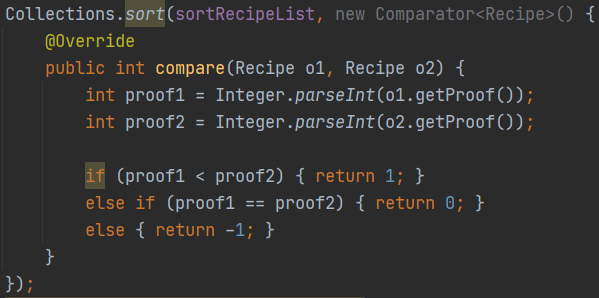 Collections.sort(sortRecipeList, new Comparator<Recipe>() {
    @Override
    public int compare(Recipe o1, Recipe o2) {
        int proof1 = Integer.parseInt(o1.getProof());
        int proof2 = Integer.parseInt(o2.getProof());

        if (proof1 < proof2) { return 1; }
        else if (proof1 == proof2) { return 0; }
        else { return -1; }
    }
});